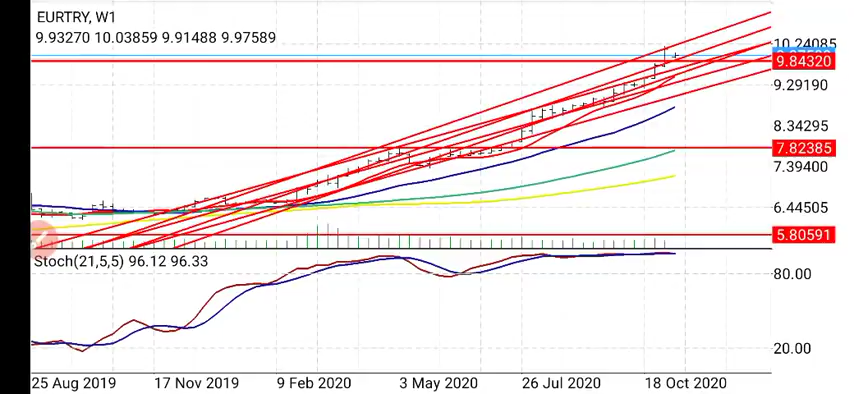 EURTRY, W1
9.93270 10.03859 9.91488 9.97589
10.24085
9.84320
9.29190
8.34295
7.82385
7.39400
6.44505
5.80591
Stoch(21,5,5) 96.12 96.33
80.00
20.00
25 Aug 2019 17 Nov 2019 9 Feb 2020 3 May 2020 26 Jul 2020 18 Oct 2020